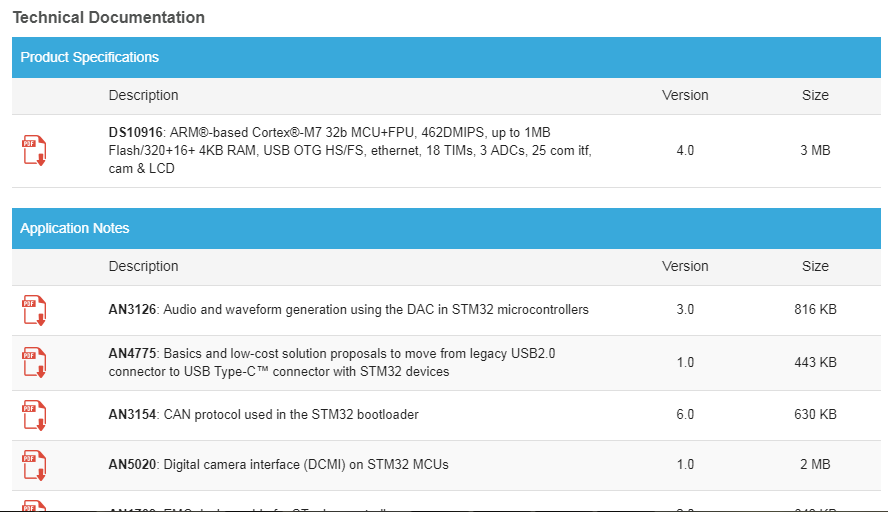 Technical Documentation
Product Specifications
Description Version Size
PDF
DS10916: ARM®-based Cortex®-M7 32b MCU+FPU, 462DMIPS, up to 1MB
Flash/320+16+ 4KB RAM, USB OTG HS/FS, ethernet, 18 TIMs, 3 ADCs, 25 com itf,
cam & LCD
4.0 3 MB
Application Notes
Description Version Size
PDF AN3126: Audio and waveform generation using the DAC in STM32 microcontrollers 3.0 816 KB
PDF
AN4775: Basics and low-cost solution proposals to move from legacy USB2.0
connector to USB Type-C™ connector with STM32 devices
1.0 443 KB
PDF AN3154: CAN protocol used in the STM32 bootloader 6.0 630 KB
PDF AN5020: Digital camera interface (DCMI) on STM32 MCUs 1.0 2 MB
PDF